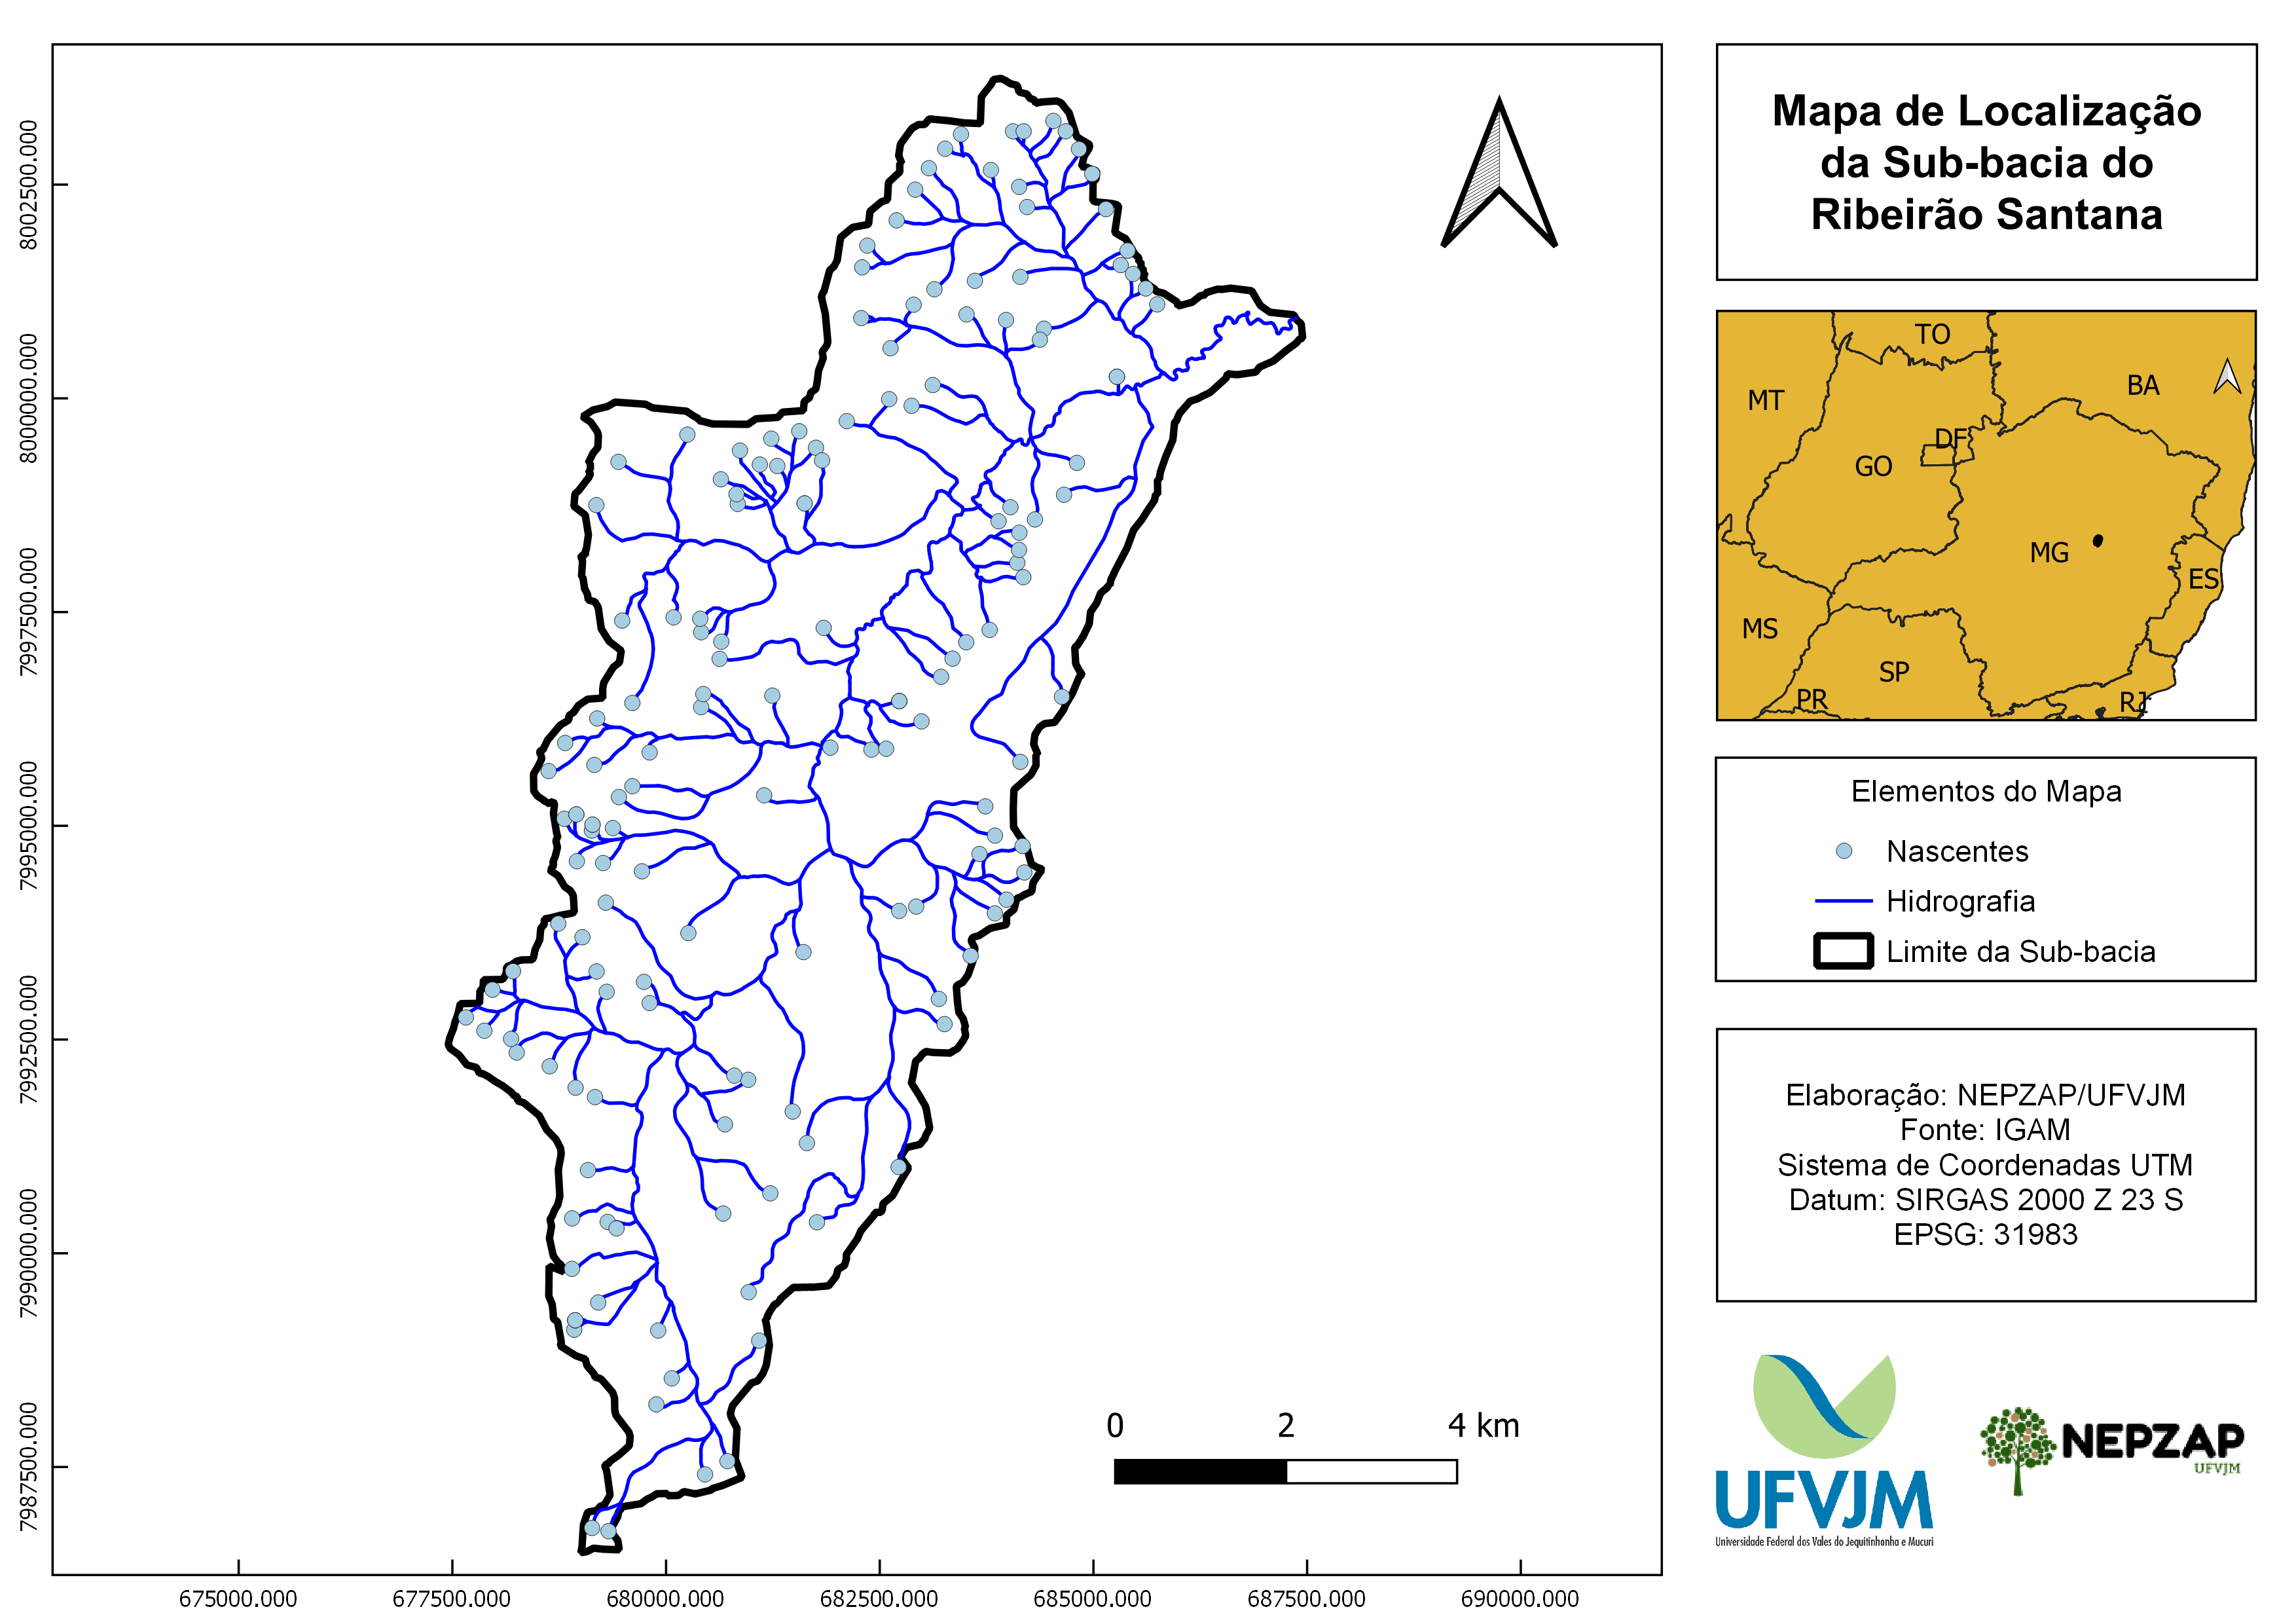 Mapa de Localização
da Sub-bacia do
Ribeirão Santana
8002500.000
8000000.000
7997500.000
7995000.000
7992500.000
7990000.000
7987500.000
675000.000
677500.000
680000.000
682500.000
685000.000
687500.000
690000.000
0 2 4 km
TO
MT
BA
DF
GO
MG
ES
MS
SP
PR
RJ
Elementos do Mapa
Nascentes
Hidrografia
Limite da Sub-bacia
Elaboração: NEPZAP/UFVJM
Fonte: IGAM
Sistema de Coordenadas UTM
Datum: SIRGAS 2000 Z 23 S
EPSG: 31983
UFVJM
Universidade Federal dos Vales do Jequitinhonha e Mucuri
NEPZAP
UFVJM